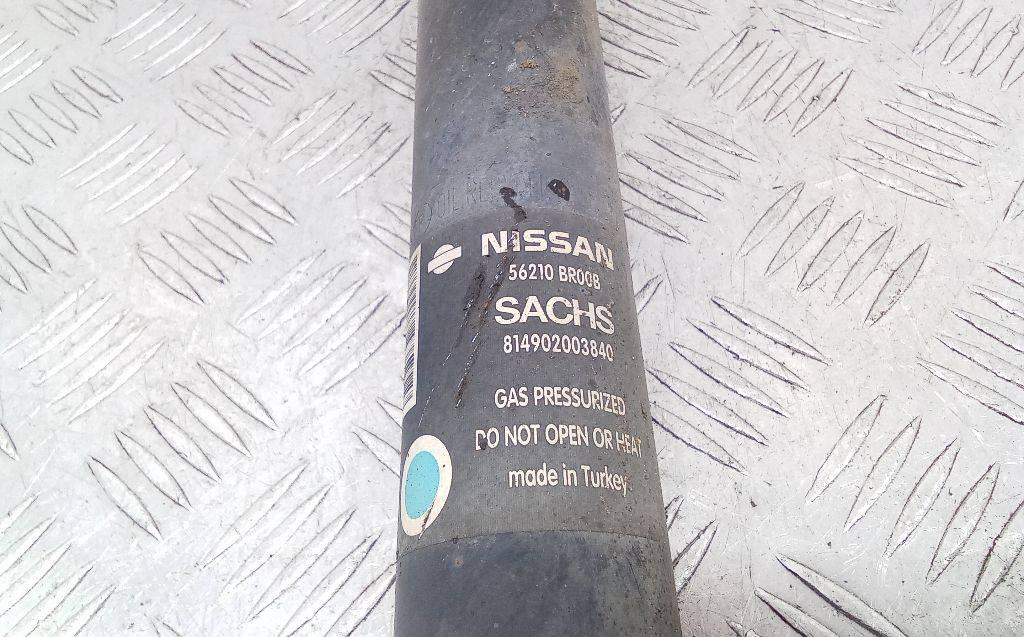 NISSAN
56210 BR00B
SACHS
814902003840
GAS PRESSURIZED
DO NOT OPEN OR HEAT
made in Turkey